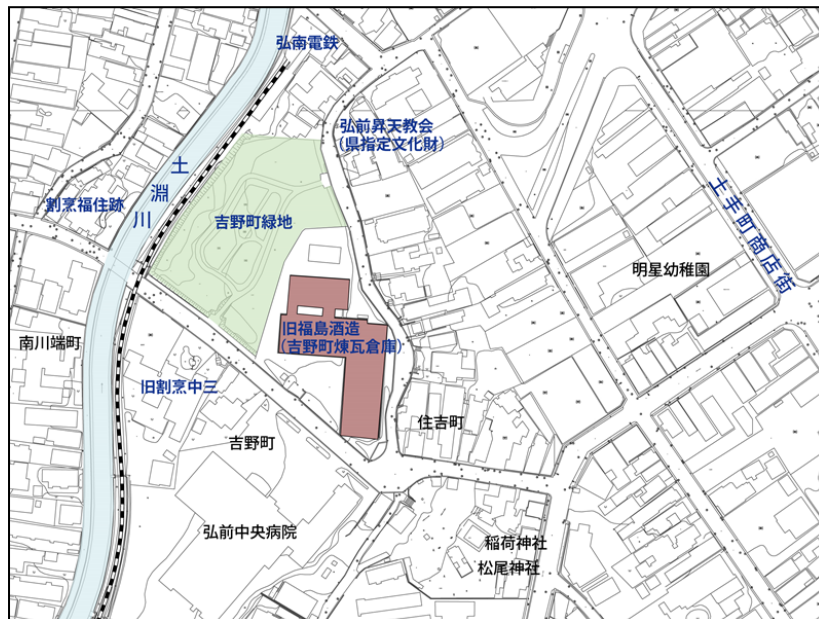 弘南電鉄
弘前昇天教会
(県指定文化財)
土淵川
割烹福住跡
吉野町緑地
土手町商店街
明星幼稚園
旧福島酒造
(吉野町煉瓦倉庫)
南川端町
旧割烹中三
住吉町
吉野町
弘前中央病院
稲荷神社
松尾神社